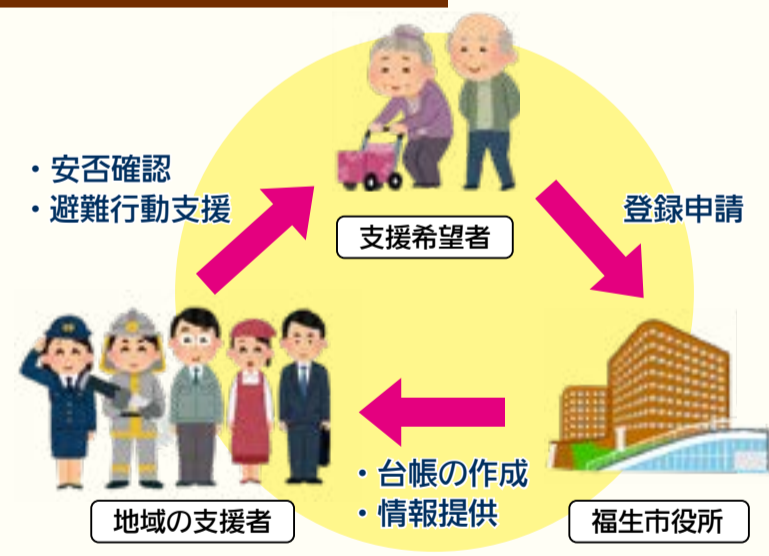 ・安否確認
・避難行動支援
支援希望者
登録申請
・台帳の作成
・情報提供
地域の支援者
福生市役所